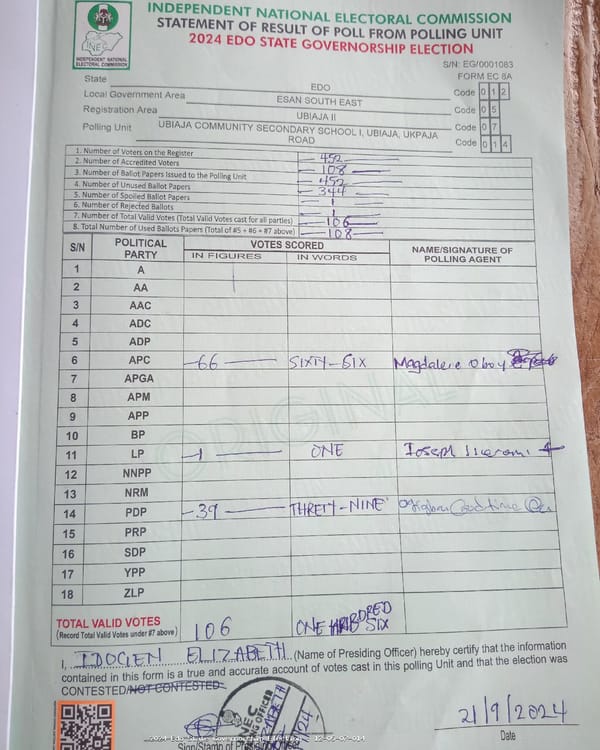 INDEPENDENT NATIONAL ELECTORAL COMMISSION
STATEMENT OF RESULT OF POLL FROM POLLING UNIT
2024 EDO STATE GOVERNORSHIP ELECTION
INEC
INDEPENDENT NATIONAL
ELECTORAL COMMISSION
S/N: EG/0001083
FORM EC 8A
State EDO
Local Government Area ESAN SOUTH EAST Code 0 1 2
Registration Area UBIAJA II Code 0 5
Polling Unit UBIAJA COMMUNITY SECONDARY SCHOOL I, UBIAJA, UKPAJA ROAD Code 0 7
Code 0 1 4
1. Number of Voters on the Register 452
2. Number of Accredited Voters 108
3. Number of Ballot Papers Issued to the Polling Unit 452
4. Number of Unused Ballot Papers 344
5. Number of Spoiled Ballot Papers 1
6. Number of Rejected Ballots 1
7. Number of Total Valid Votes (Total Valid Votes cast for all parties) 106
8. Total Number of Used Ballots Papers (Total of #5 + #6 + #7 above) 108
S/N POLITICAL PARTY VOTES SCORED NAME/SIGNATURE OF POLLING AGENT
IN FIGURES IN WORDS
1 A
2 AA
3 AAC
4 ADC
5 ADP
6 APC 66 SIXTY-SIX Magdalene
7 APGA
8 APM
9 APP
10 BP
11 LP 1 ONE Joseph
12 NNPP
13 NRM
14 PDP 39 THRETY-NINE
15 PRP
16 SDP
17 YPP
18 ZLP
ORIGINAL
TOTAL VALID VOTES 106 ONE HUNDRED SIX
(Record Total Valid Votes under #7 above)
I, IDOGIEN ELIZABETH (Name of Presiding Officer) hereby certify that the information
contained in this form is a true and accurate account of votes cast in this polling Unit and that the election was
CONTESTED/NOT CONTESTED.
INEC
21/9/2024
Date
Sign/Stamp of Presiding Officer